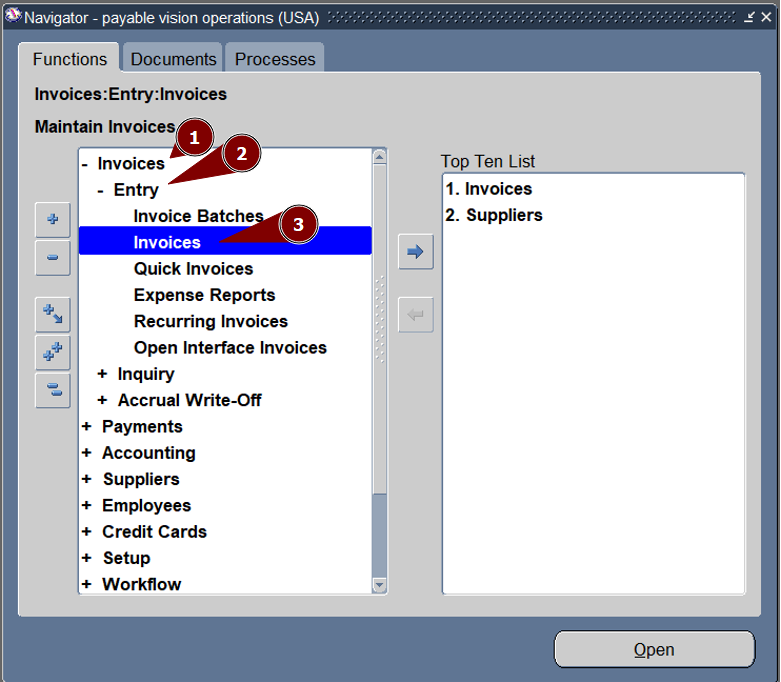 Navigator - payable vision operations (USA)
Functions Documents Processes
Invoices:Entry:Invoices
Maintain Invoices
1
- Invoices
2
- Entry
Invoice Batches
Invoices
3
Quick Invoices
Expense Reports
Recurring Invoices
Open Interface Invoices
+ Inquiry
+ Accrual Write-Off
+ Payments
+ Accounting
+ Suppliers
+ Employees
+ Credit Cards
+ Setup
+ Workflow
Top Ten List
1. Invoices
2. Suppliers
Open